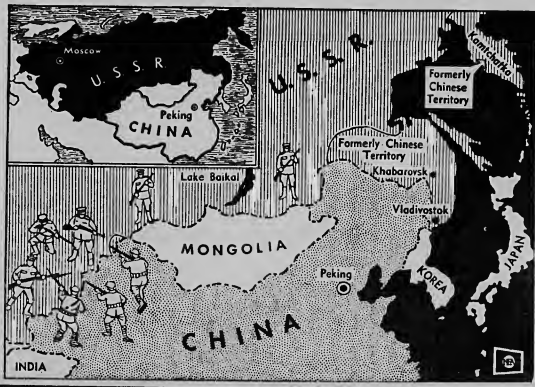 Moscow
U. S. S. R
Peking
CHINA
U. S. S. R.
Kamchatka
Formerly
Chinese
Territory
Formerly Chinese
Territory
Khabarovsk
Lake Baikal
Vladivostok
MONGOLIA
JAPAN
KOREA
Peking
CHINA
INDIA
NEA